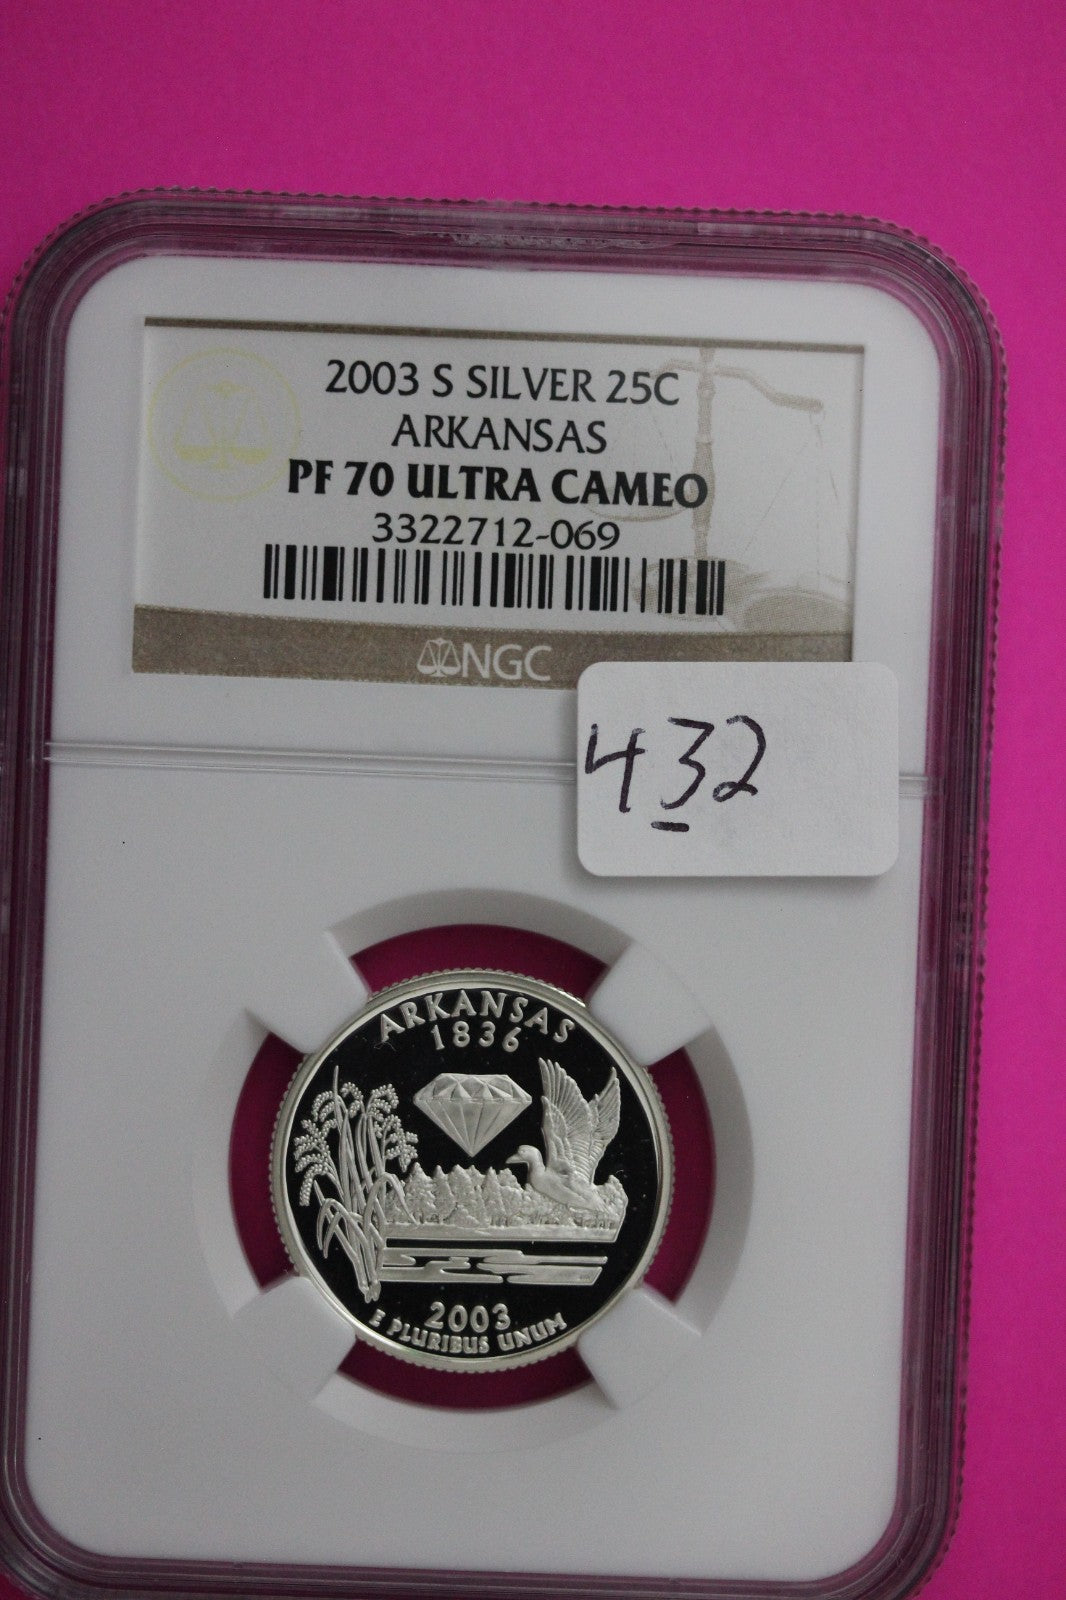 2003 S SILVER 25C
ARKANSAS
PF 70 ULTRA CAMEO
3322712-069
NGC
432
ARKANSAS
1836
2003
E PLURIBUS UNUM